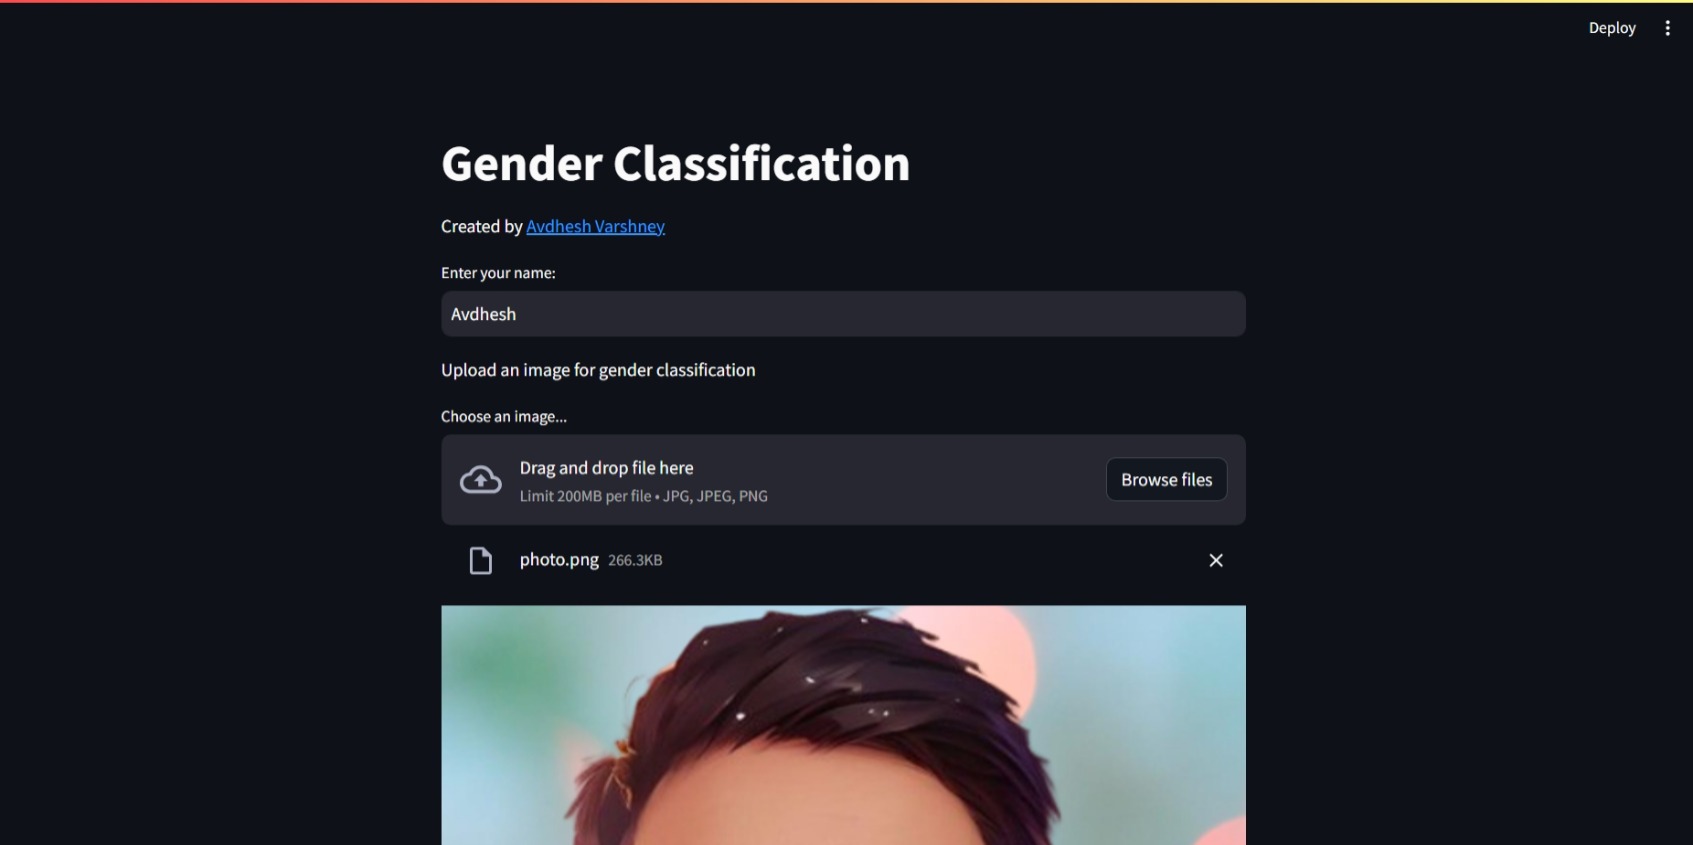 Deploy
Gender Classification
Created by Avdhesh Varshney
Enter your name:
Avdhesh
Upload an image for gender classification
Choose an image...
Drag and drop file here
Limit 200MB per file • JPG, JPEG, PNG
Browse files
photo.png 266.3KB